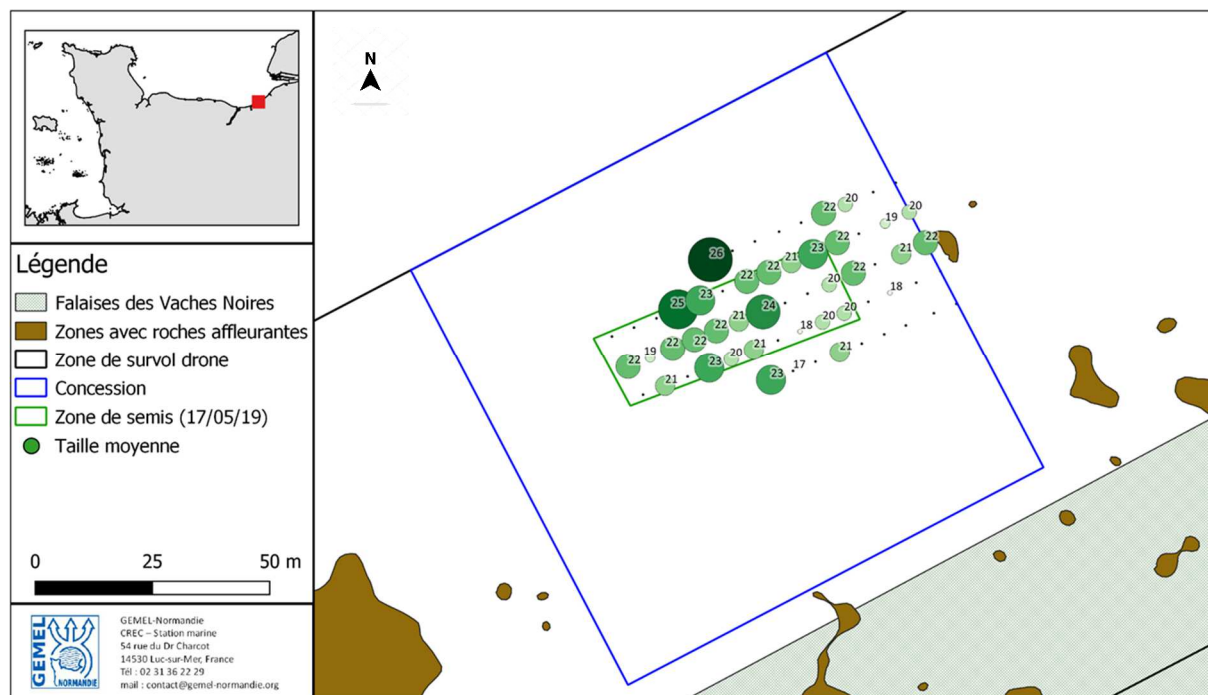 N
Légende
Falaises des Vaches Noires
Zones avec roches affleurantes
Zone de survol drone
Concession
Zone de semis (17/05/19)
Taille moyenne
0 25 50 m
GEMEL
NORMANDIE
GEMEL-Normandie
CREC – Station marine
54 rue du Dr Charcot
14530 Luc-sur-Mer, France
Tél : 02 31 36 22 29
mail : contact@gemel-normandie.org
20
22
20
19
22
23
22
21
26
21
22
22
22
20
18
23
25
24
20
20
21
18
22
22
22
19
20
21
21
23
17
22
23
21